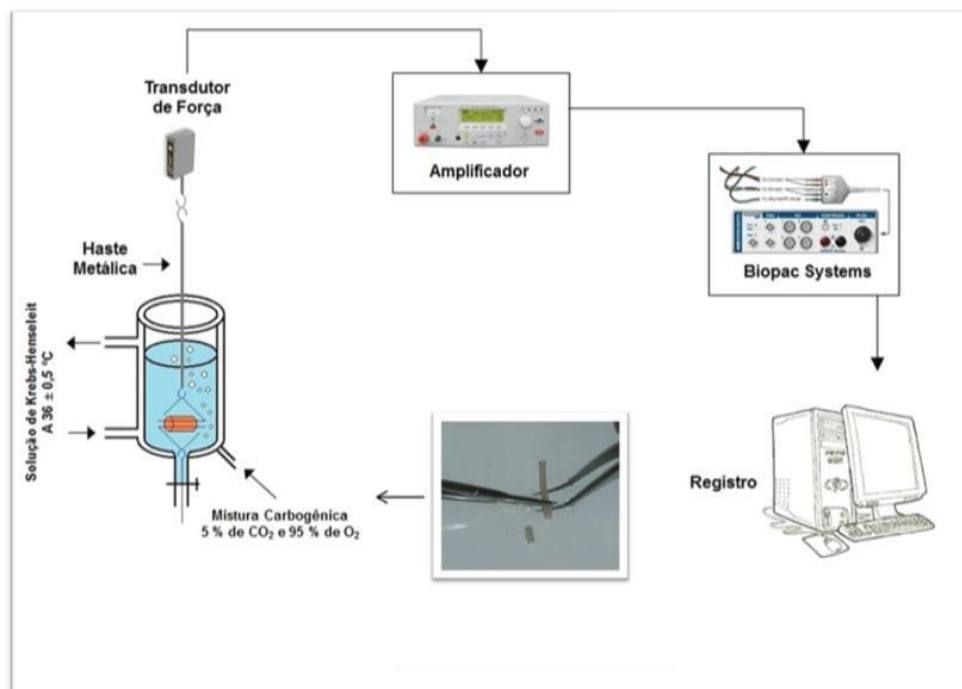 Transdutor
de Força
Amplificador
Biopac Systems
Haste
Metálica
Solução de Krebs-Henseleit
A 36 ± 0,5 ºC
Mistura Carbogênica
5 % de CO₂ e 95 % de O₂
Registro